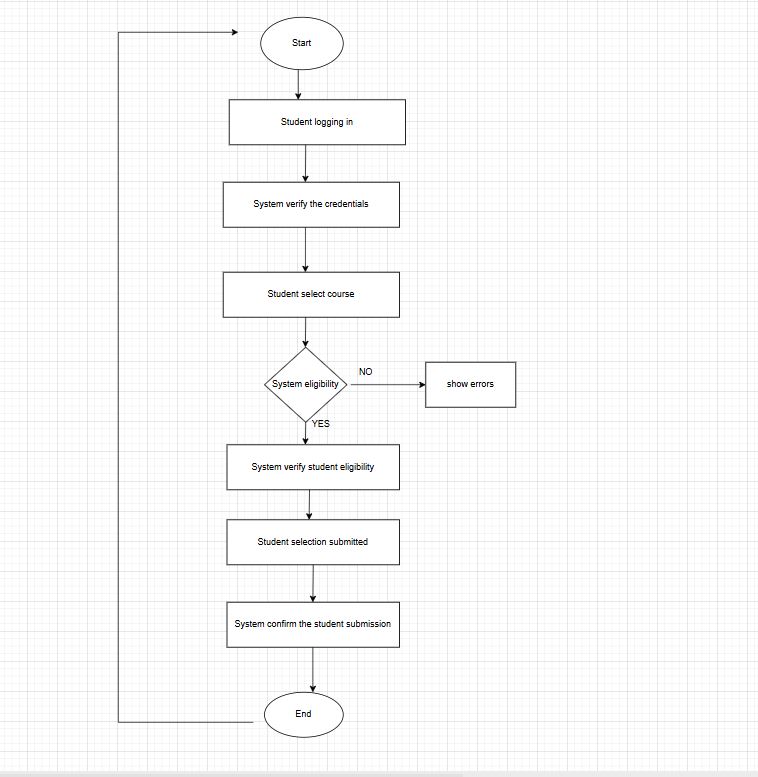 Start
Student logging in
System verify the credentials
Student select course
System eligibility
NO
show errors
YES
System verify student eligibility
Student selection submitted
System confirm the student submission
End